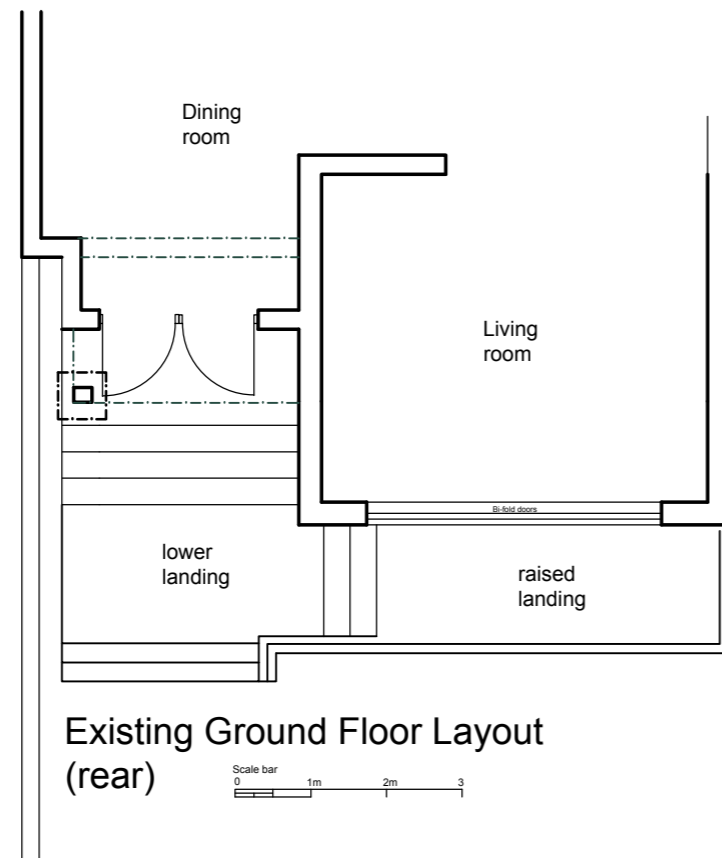 Dining
room
Living
room
Bi-fold doors
lower
landing
raised
landing
Existing Ground Floor Layout
(rear)
Scale bar
0 1m 2m 3